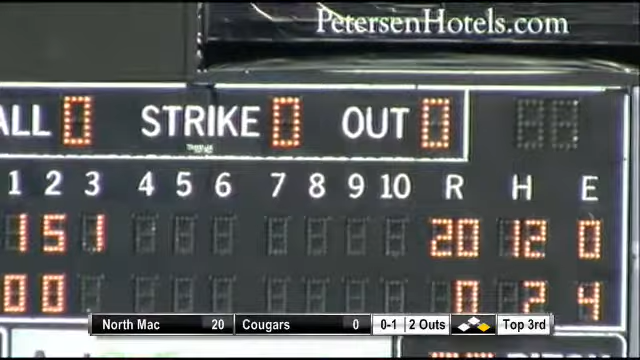 PetersenHotels.com
ALL 0 STRIKE 0 OUT 0
1 2 3 4 5 6 7 8 9 10 R H E
1 5 1 20 12 0
0 0 0 2 4
North Mac 20 Cougars 0 0-1 2 Outs Top 3rd